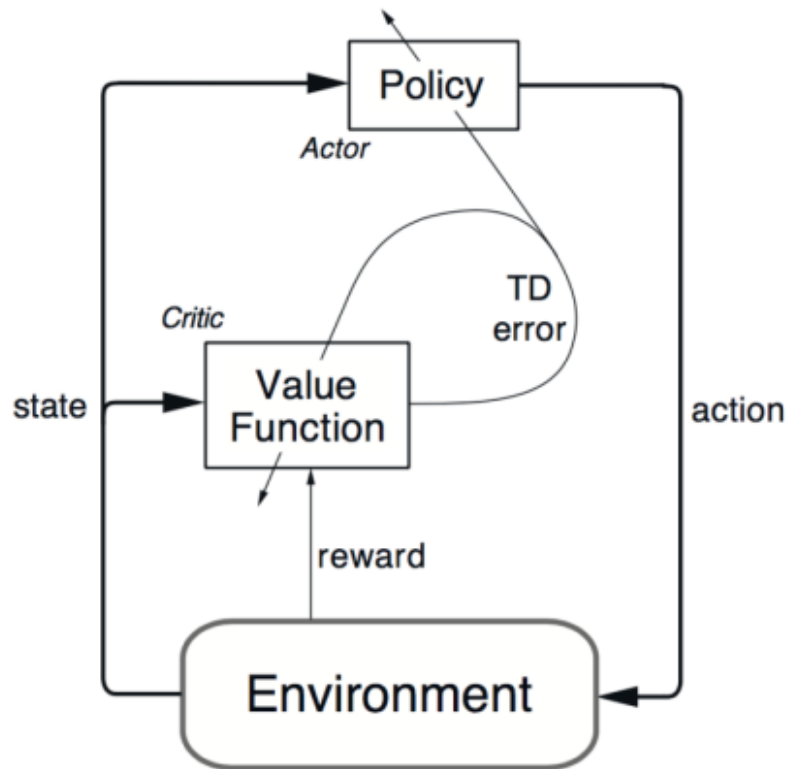 Policy
Actor
TD
error
Critic
Value
Function
state
action
reward
Environment